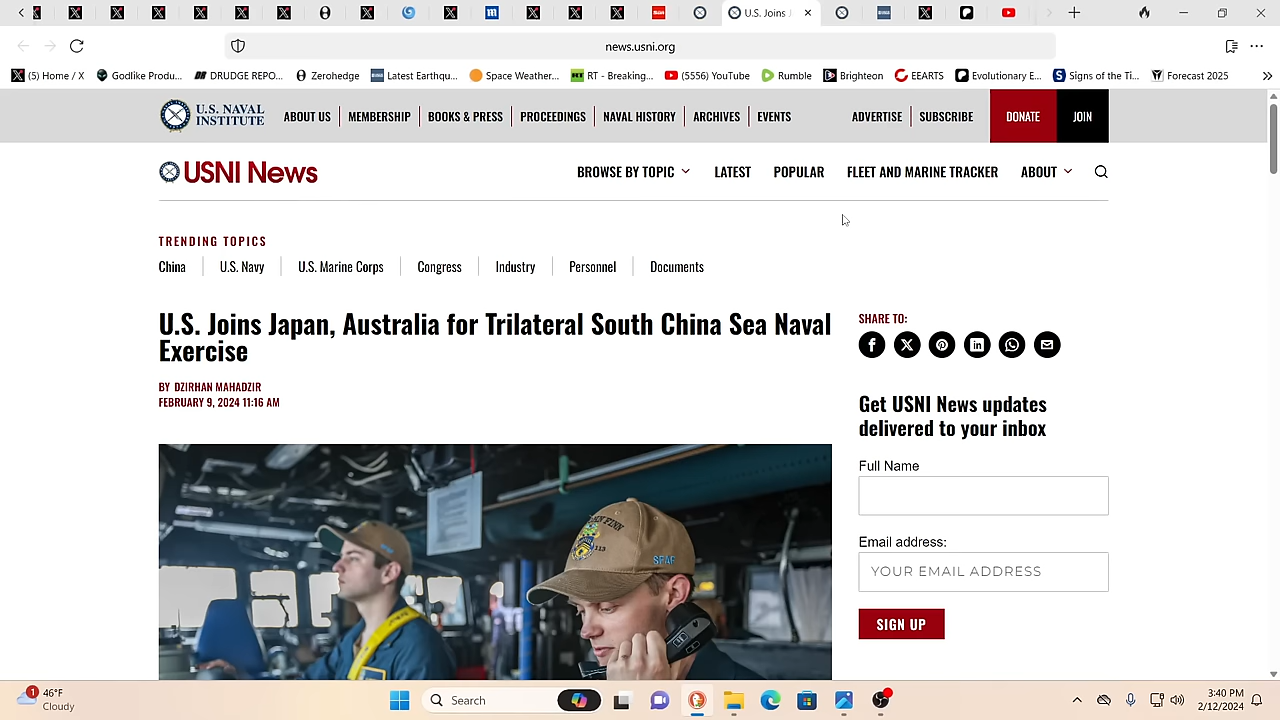 U.S. Joins J
news.usni.org
(5) Home / X
Godlike Produ...
DRUDGE REPO...
Zerohedge
Latest Earthqu...
Space Weather...
RT - Breaking...
(5556) YouTube
Rumble
Brighteon
EEARTS
Evolutionary E...
Signs of the Ti...
Forecast 2025
U.S. NAVAL
INSTITUTE
ABOUT US
MEMBERSHIP
BOOKS & PRESS
PROCEEDINGS
NAVAL HISTORY
ARCHIVES
EVENTS
ADVERTISE
SUBSCRIBE
DONATE
JOIN
USNI News
BROWSE BY TOPIC
LATEST
POPULAR
FLEET AND MARINE TRACKER
ABOUT
TRENDING TOPICS
China
U.S. Navy
U.S. Marine Corps
Congress
Industry
Personnel
Documents
U.S. Joins Japan, Australia for Trilateral South China Sea Naval
Exercise
BY DZIRHAN MAHADZIR
FEBRUARY 9, 2024 11:16 AM
SHARE TO:
Get USNI News updates
delivered to your inbox
Full Name
Email address:
YOUR EMAIL ADDRESS
SIGN UP
FINN
113
1
46°F
Cloudy
Search
3:40 PM
2/12/2024